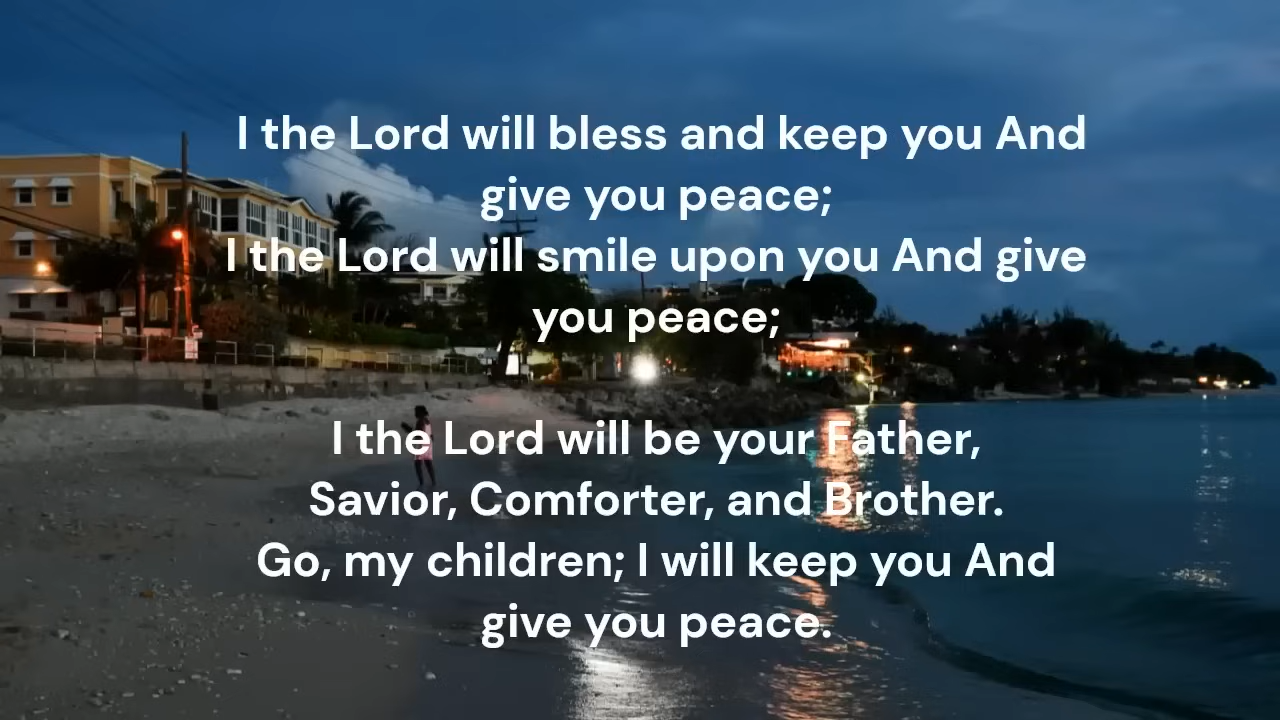 I the Lord will bless and keep you And
give you peace;
I the Lord will smile upon you And give
you peace;
I the Lord will be your Father,
Savior, Comforter, and Brother.
Go, my children; I will keep you And
give you peace.